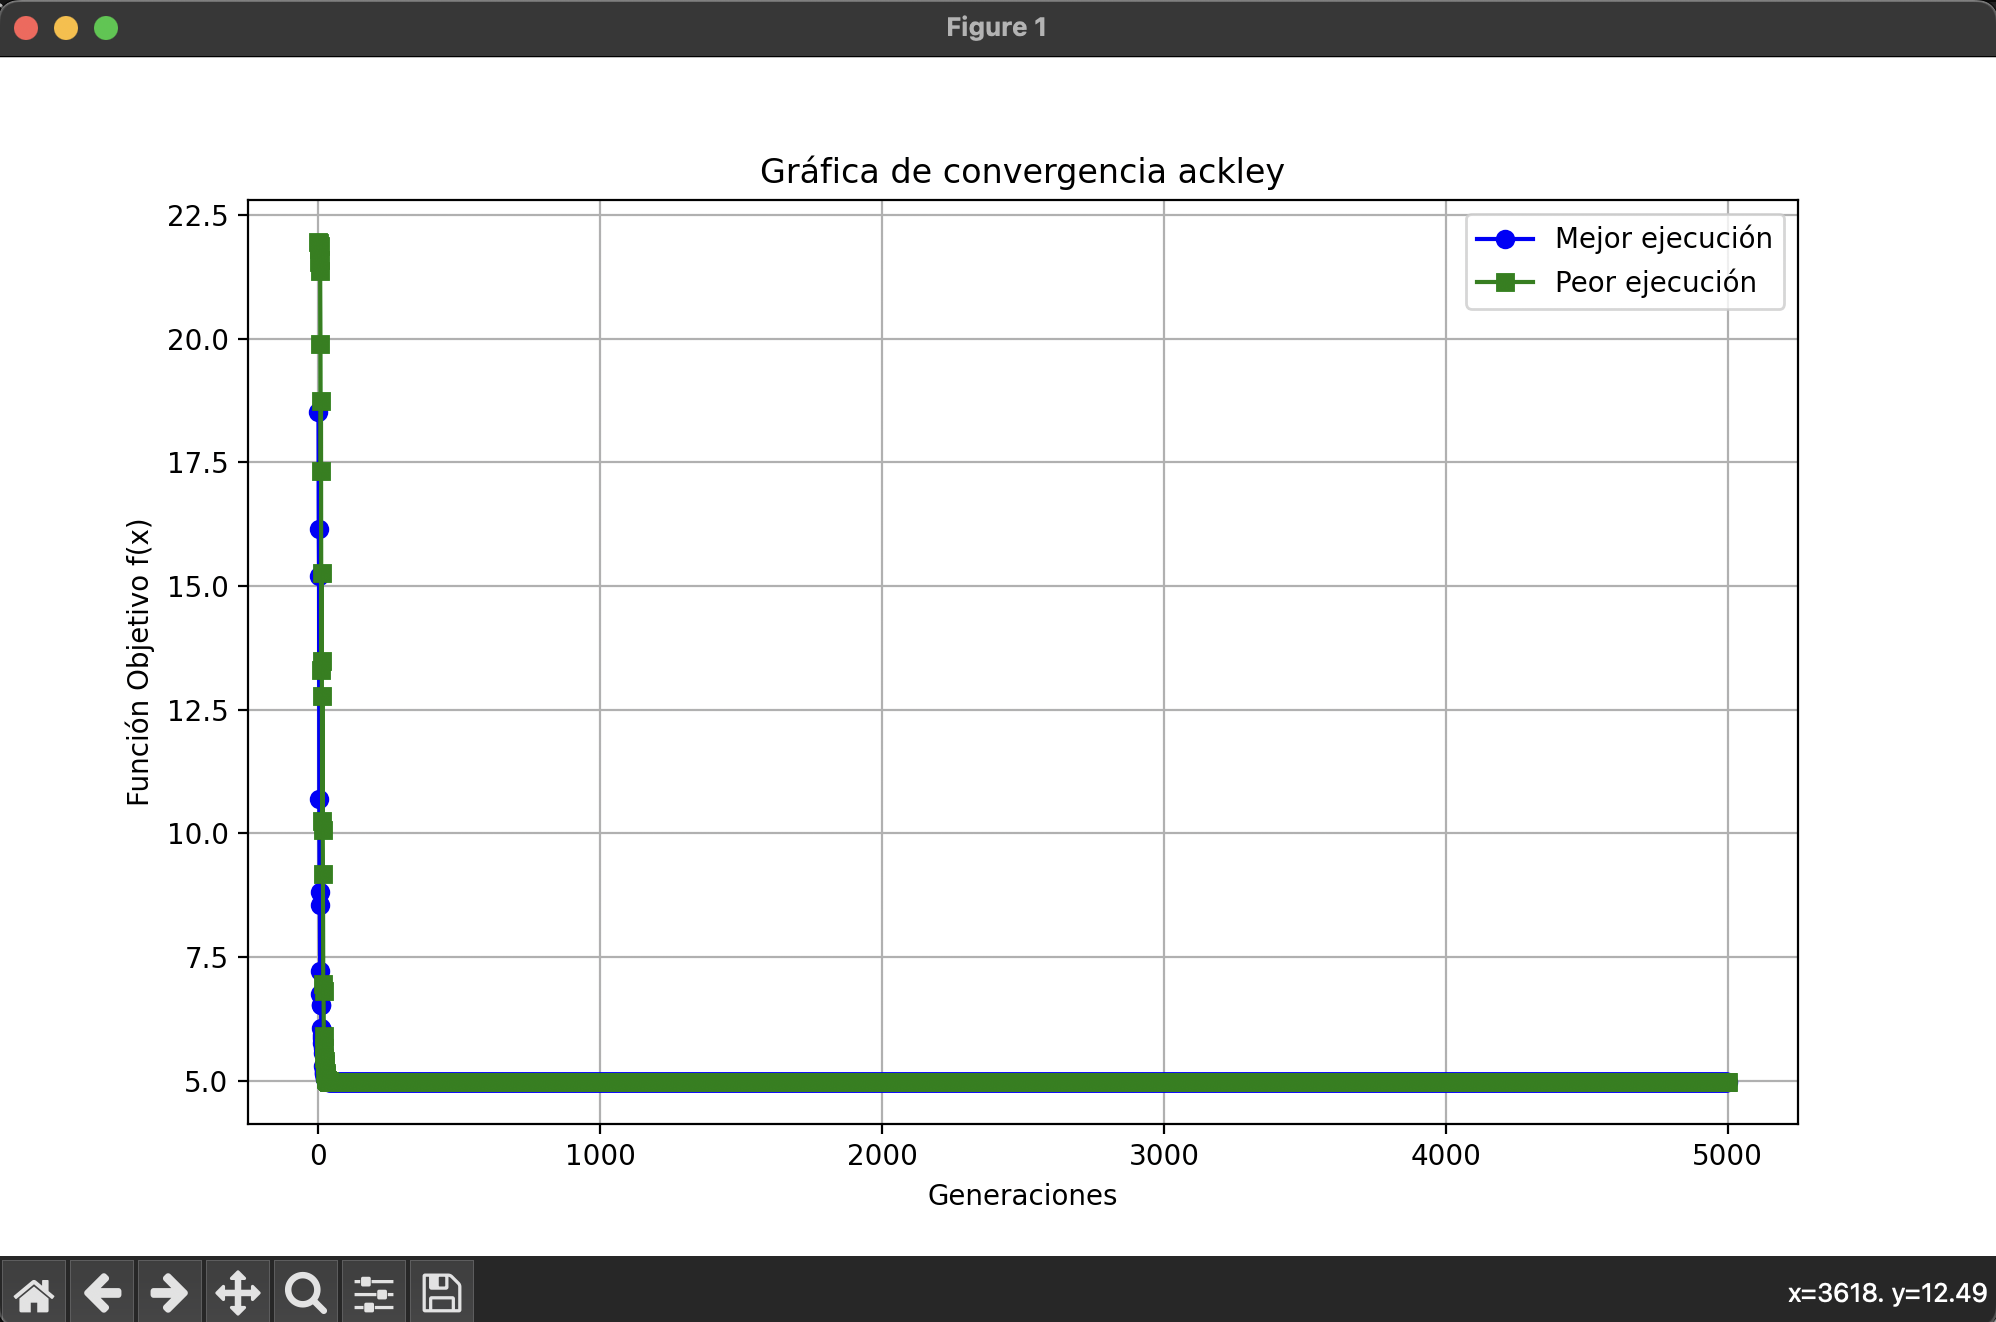 Figure 1
Gráfica de convergencia ackley
22.5
20.0
17.5
15.0
12.5
10.0
7.5
5.0
Función Objetivo f(x)
Mejor ejecución
Peor ejecución
0 1000 2000 3000 4000 5000
Generaciones
x=3618. y=12.49